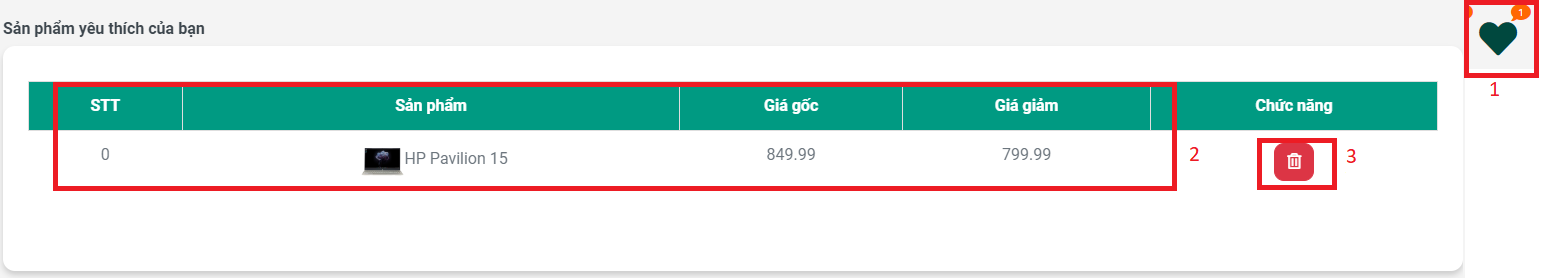 1
Sản phẩm yêu thích của bạn
1
STT Sản phẩm Giá gốc Giá giảm Chức năng
0 HP Pavilion 15 849.99 799.99 2 3